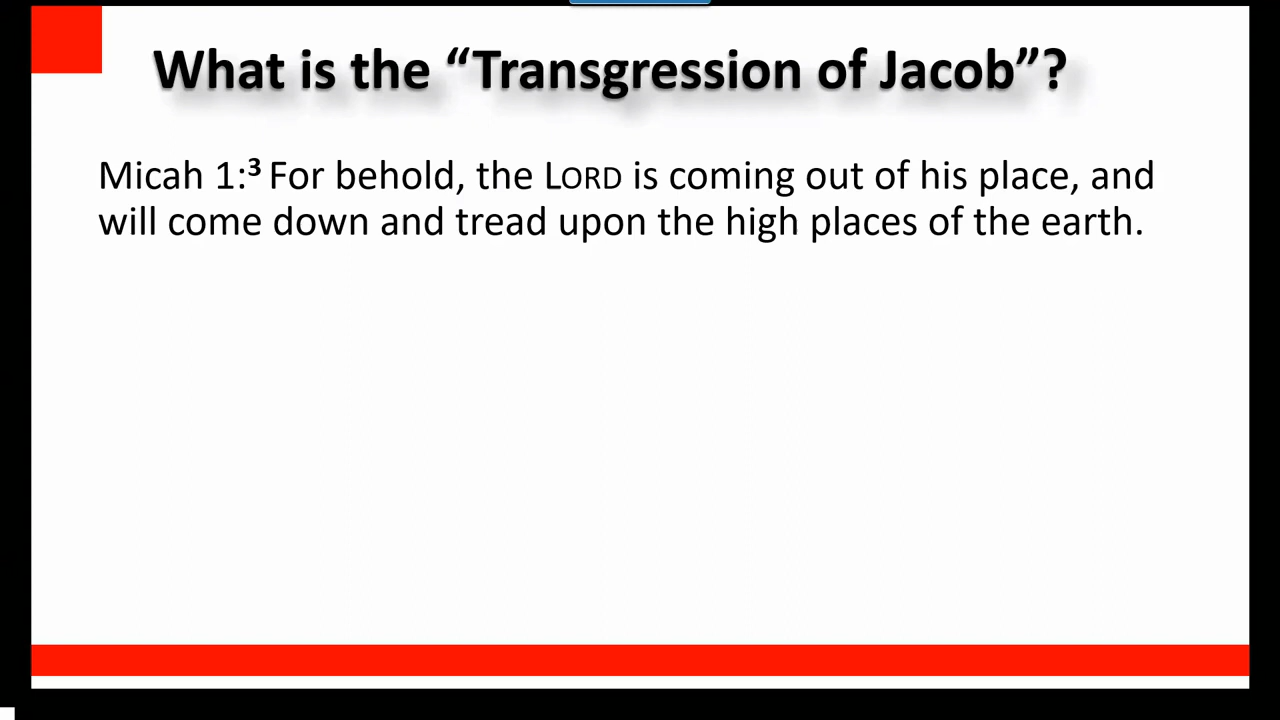 What is the “Transgression of Jacob”?
Micah 1:³ For behold, the LORD is coming out of his place, and
will come down and tread upon the high places of the earth.